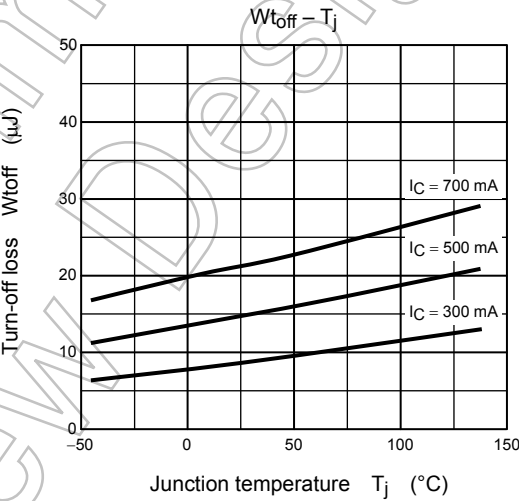 Wtoff – Tj
Turn-off loss Wtoff (μJ)
50
40
30
20
10
0
IC = 700 mA
IC = 500 mA
IC = 300 mA
–50
0
50
100
150
Junction temperature Tj (°C)